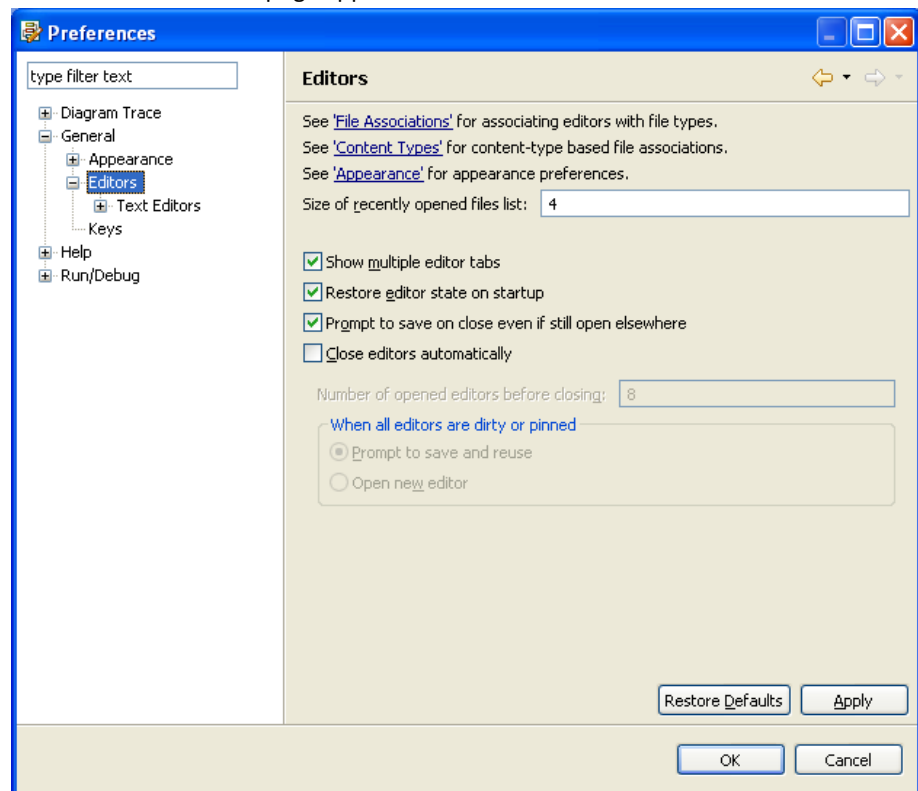 Preferences
type filter text
Diagram Trace
General
Appearance
Editors
Text Editors
Keys
Help
Run/Debug
Editors
See 'File Associations' for associating editors with file types.
See 'Content Types' for content-type based file associations.
See 'Appearance' for appearance preferences.
Size of recently opened files list: 4
Show multiple editor tabs
Restore editor state on startup
Prompt to save on close even if still open elsewhere
Close editors automatically
Number of opened editors before closing: 8
When all editors are dirty or pinned
Prompt to save and reuse
Open new editor
Restore Defaults Apply
OK Cancel